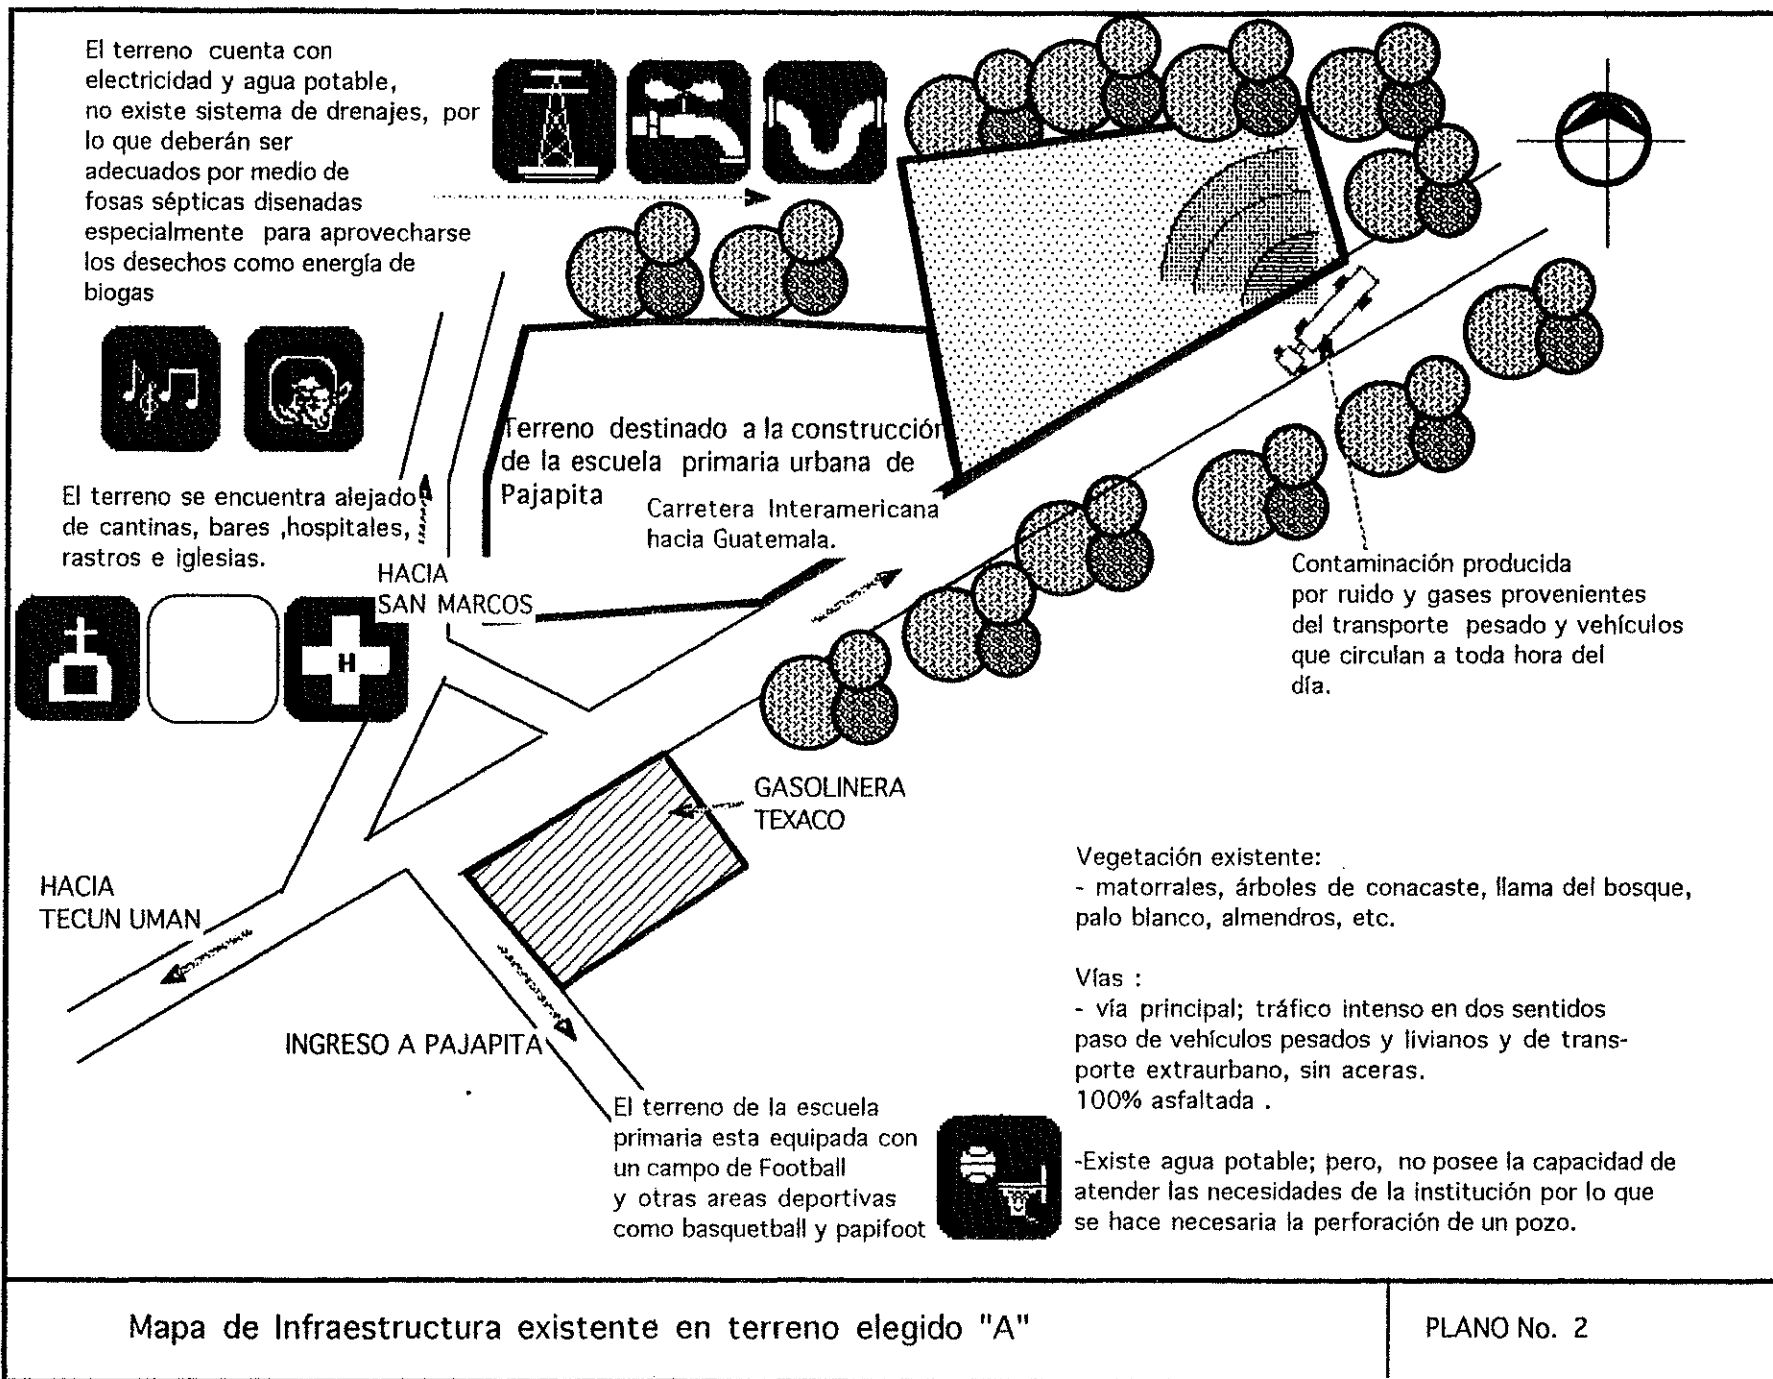 El terreno cuenta con
electricidad y agua potable,
no existe sistema de drenajes, por
lo que deberán ser
adecuados por medio de
fosas sépticas disenadas
especialmente para aprovecharse
los desechos como energía de
biogas
El terreno se encuentra alejado
de cantinas, bares ,hospitales,
rastros e iglesias.
H
HACIA
SAN MARCOS
Terreno destinado a la construcción
de la escuela primaria urbana de
Pajapita
Carretera Interamericana
hacia Guatemala.
Contaminación producida
por ruido y gases provenientes
del transporte pesado y vehículos
que circulan a toda hora del
día.
GASOLINERA
TEXACO
HACIA
TECUN UMAN
INGRESO A PAJAPITA
El terreno de la escuela
primaria esta equipada con
un campo de Football
y otras areas deportivas
como basquetball y papifoot
Vegetación existente:
- matorrales, árboles de conacaste, llama del bosque,
palo blanco, almendros, etc.
Vías :
- vía principal; tráfico intenso en dos sentidos
paso de vehículos pesados y livianos y de trans-
porte extraurbano, sin aceras.
100% asfaltada .
-Existe agua potable; pero, no posee la capacidad de
atender las necesidades de la institución por lo que
se hace necesaria la perforación de un pozo.
Mapa de Infraestructura existente en terreno elegido "A"
PLANO No. 2